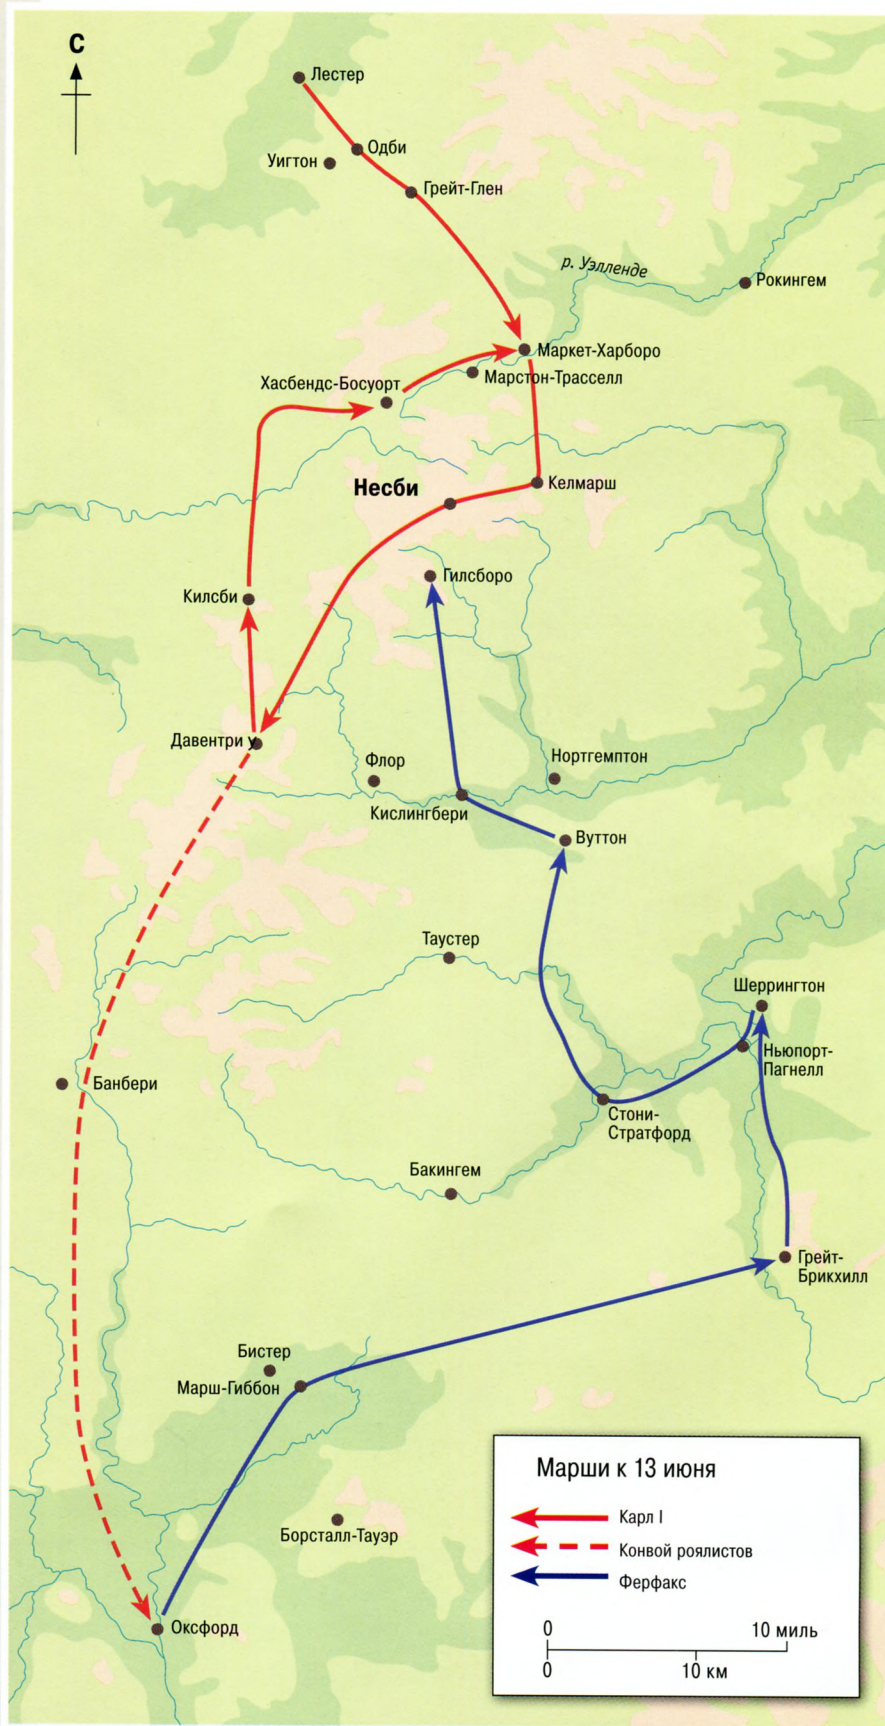 С
Лестер
Одби
Уигтон
Грейт-Глен
р. Уэлленде
Рокингем
Маркет-Харборо
Марстон-Трасселл
Хасбендс-Босуорт
Несби
Келмарш
Гилсборо
Килсби
Давентри у
Флор
Нортгемптон
Кислингбери
Вуттон
Таустер
Шеррингтон
Ньюпорт-
Пагнелл
Банбери
Стони-
Стратфорд
Бакингем
Грейт-
Брикхилл
Бистер
Марш-Гиббон
Борсталл-Тауэр
Оксфорд
Марши к 13 июня
Карл I
Конвой роялистов
Ферфакс
0 10 миль
0 10 км